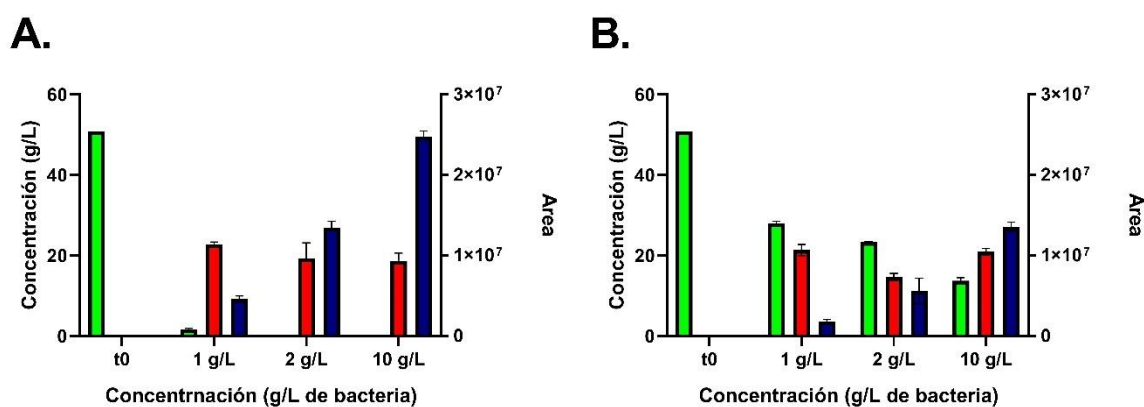 A.
B.
60
40
20
0
Concentración (g/L)
3×10⁷
2×10⁷
1×10⁷
0
Area
t0 1 g/L 2 g/L 10 g/L
Concentrnación (g/L de bacteria)
60
40
20
0
Concentración (g/L)
3×10⁷
2×10⁷
1×10⁷
0
Area
t0 1 g/L 2 g/L 10 g/L
Concentración (g/L de bacteria)